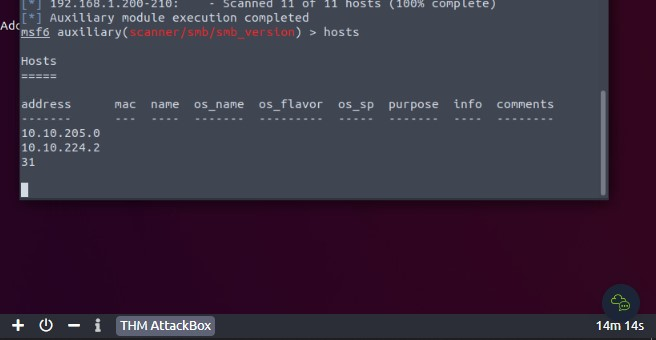 [*] 192.168.1.200-210: - Scanned 11 of 11 hosts (100% complete)
[*] Auxiliary module execution completed
msf6 auxiliary(scanner/smb/smb_version) > hosts
Hosts
=====
address mac name os_name os_flavor os_sp purpose info comments
------- --- ---- ------- --------- ----- ------- ---- --------
10.10.205.0
10.10.224.2
31
THM AttackBox
14m 14s